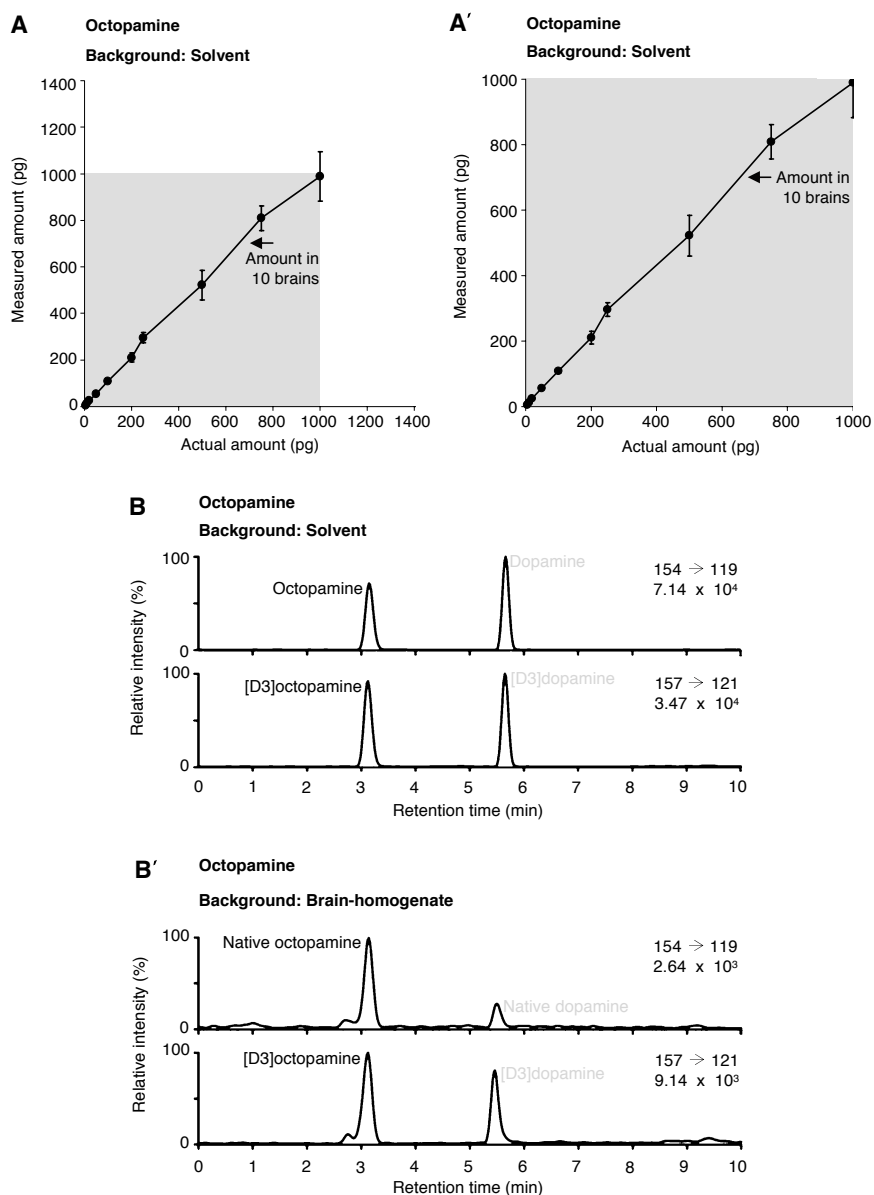 A
Octopamine
Background: Solvent
Measured amount (pg)
1400
1200
1000
800
600
400
200
0
Amount in
10 brains
0 200 400 600 800 1000 1200 1400
Actual amount (pg)
A′
Octopamine
Background: Solvent
Measured amount (pg)
1000
800
600
400
200
0
Amount in
10 brains
0 200 400 600 800 1000
Actual amount (pg)
B
Octopamine
Background: Solvent
Relative intensity (%)
100
0
Octopamine
Dopamine
154 → 119
7.14 x 10⁴
100
0
[D3]octopamine
[D3]dopamine
157 → 121
3.47 x 10⁴
0 1 2 3 4 5 6 7 8 9 10
Retention time (min)
B′
Octopamine
Background: Brain-homogenate
Relative intensity (%)
100
0
Native octopamine
Native dopamine
154 → 119
2.64 x 10³
100
0
[D3]octopamine
[D3]dopamine
157 → 121
9.14 x 10³
0 1 2 3 4 5 6 7 8 9 10
Retention time (min)